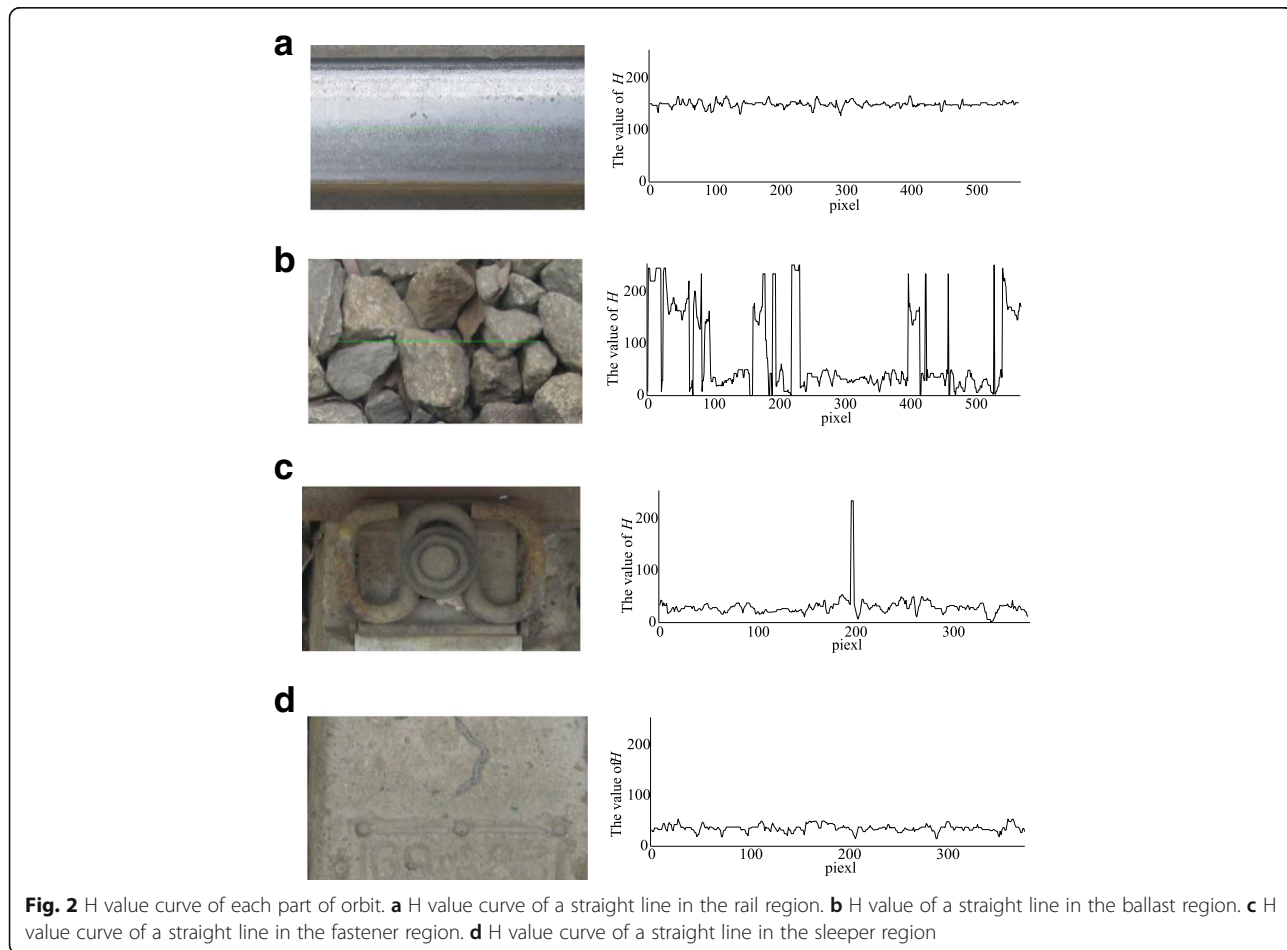 a
The value of H
200
100
0
0 100 200 300 400 500
pixel
b
The value of H
200
100
0
0 100 200 300 400 500
pixel
c
The value of H
200
100
0
0 100 200 300
piexl
d
The value of H
200
100
0
0 100 200 300
piexl
Fig. 2 H value curve of each part of orbit. a H value curve of a straight line in the rail region. b H value of a straight line in the ballast region. c H
value curve of a straight line in the fastener region. d H value curve of a straight line in the sleeper region